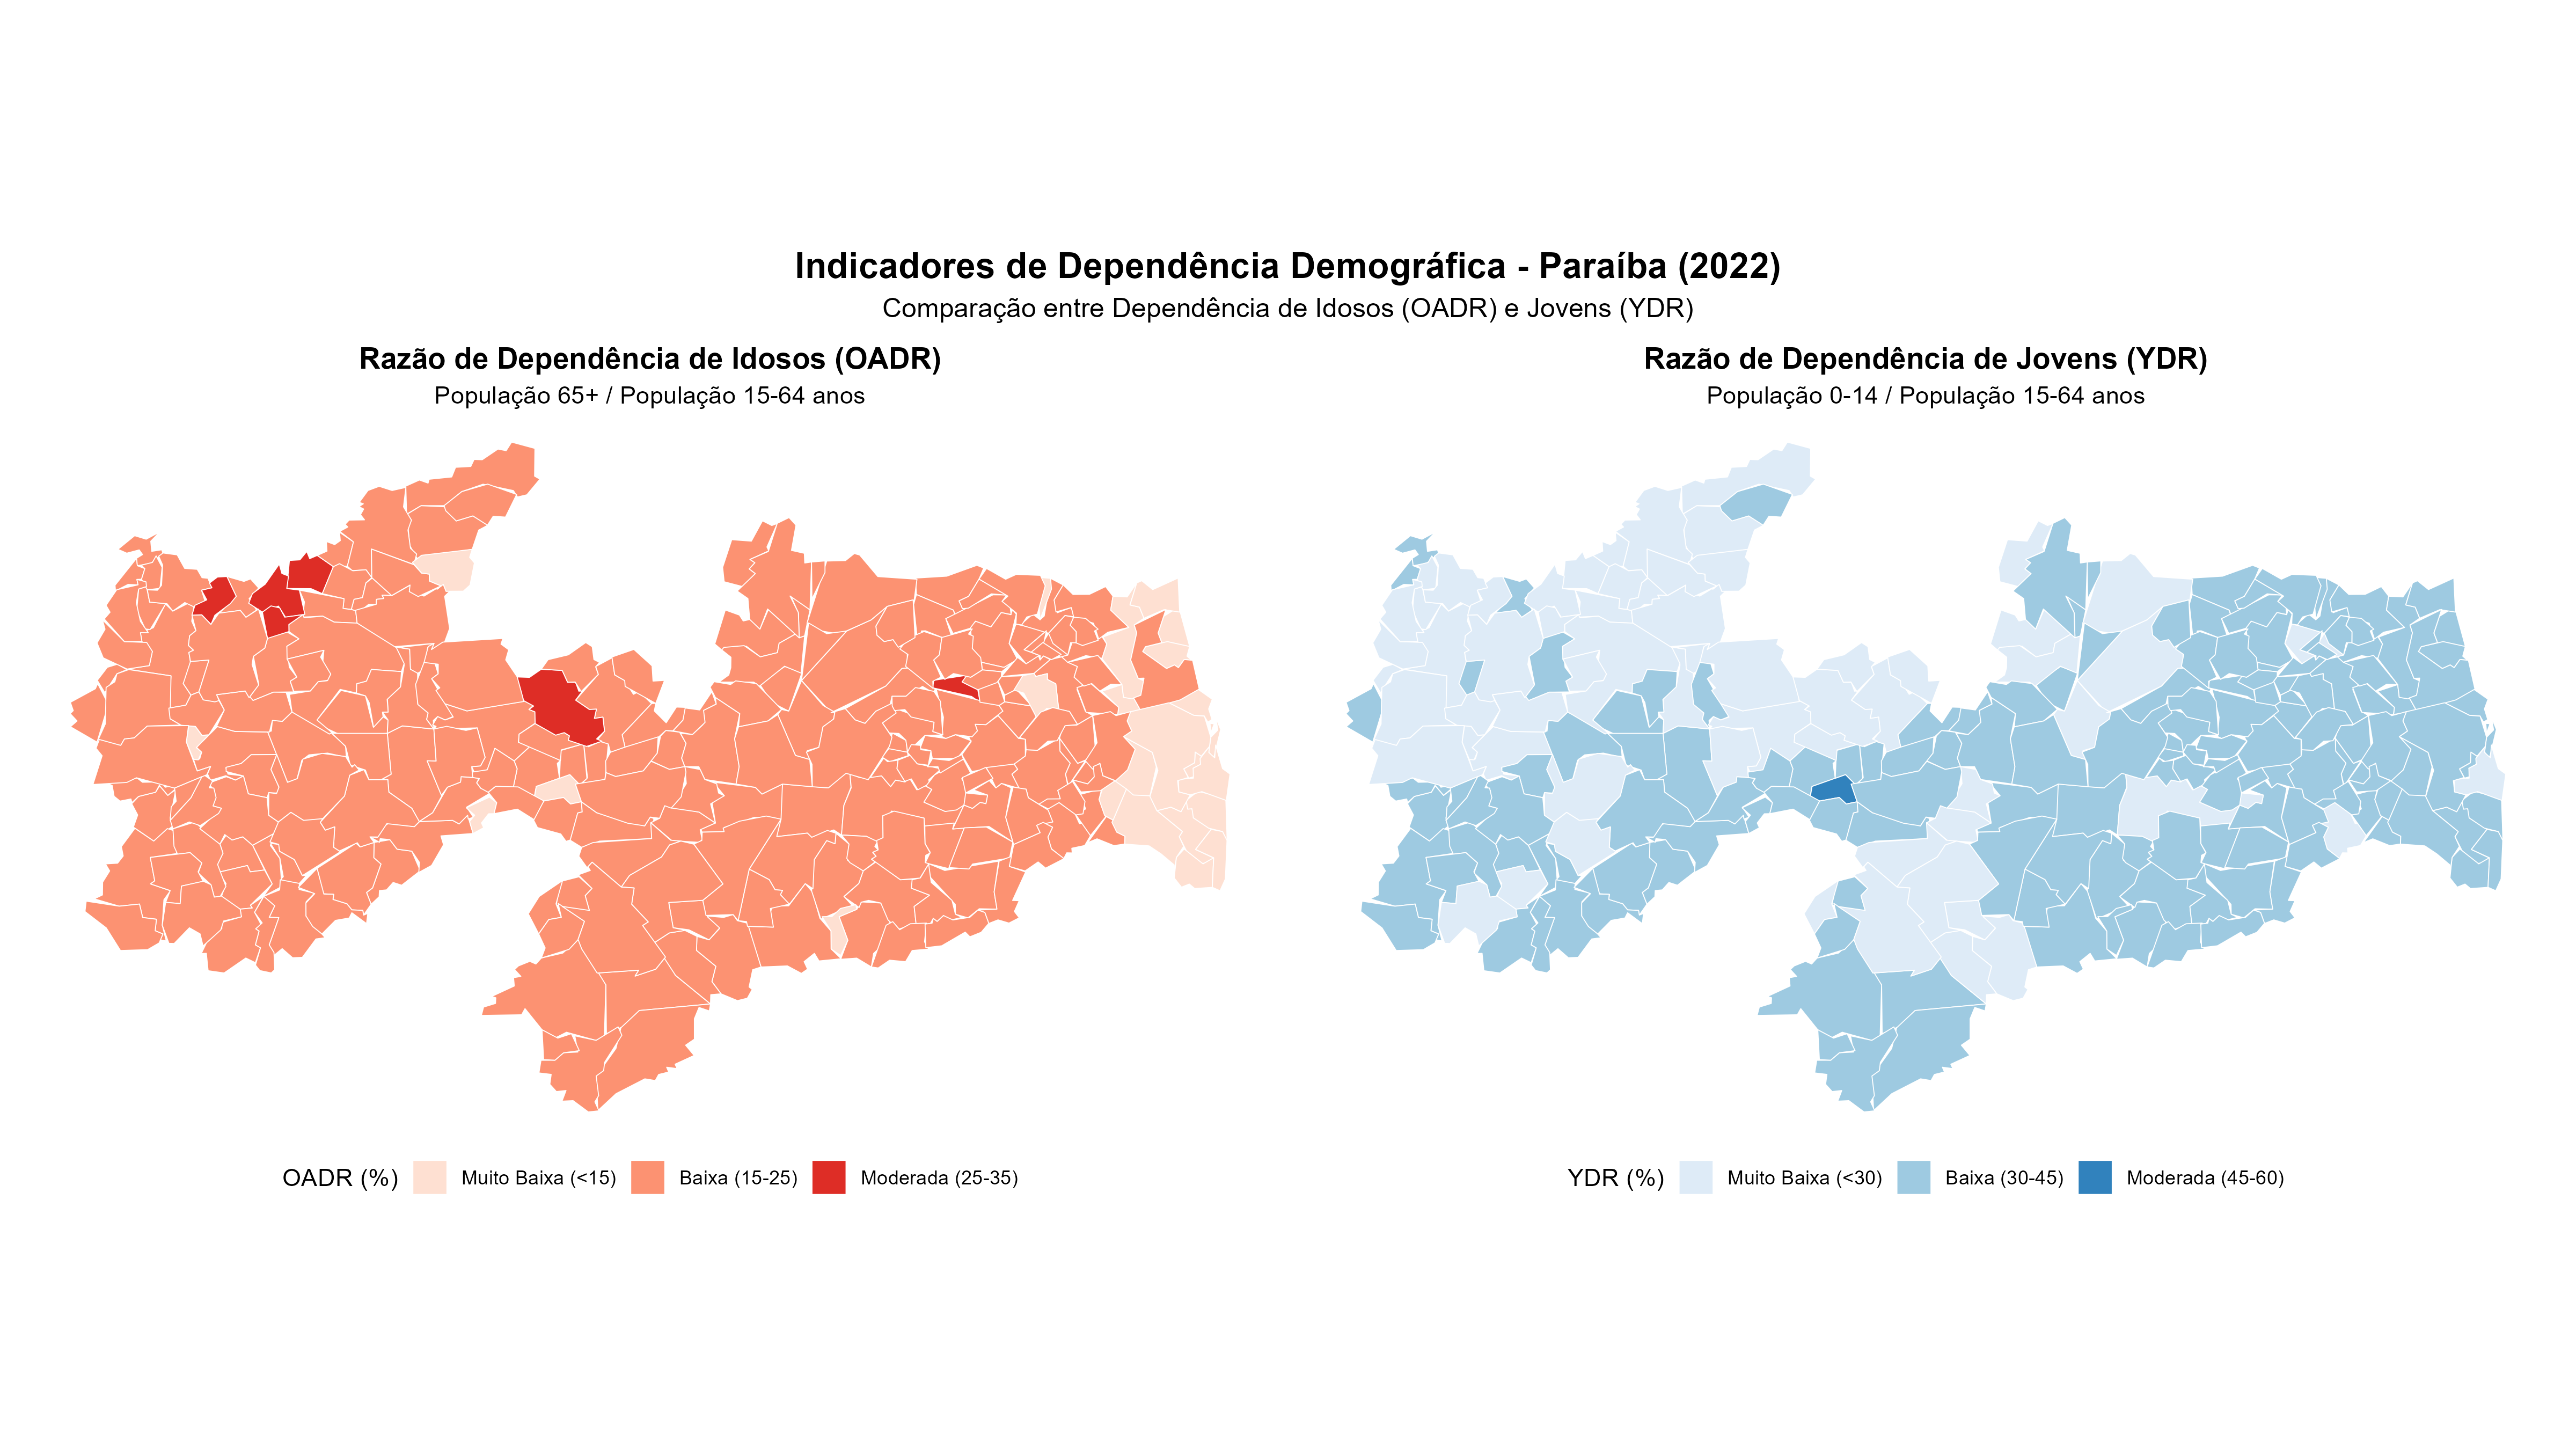 Indicadores de Dependência Demográfica - Paraíba (2022)
Comparação entre Dependência de Idosos (OADR) e Jovens (YDR)
Razão de Dependência de Idosos (OADR)
População 65+ / População 15-64 anos
Razão de Dependência de Jovens (YDR)
População 0-14 / População 15-64 anos
OADR (%) Muito Baixa (<15) Baixa (15-25) Moderada (25-35)
YDR (%) Muito Baixa (<30) Baixa (30-45) Moderada (45-60)